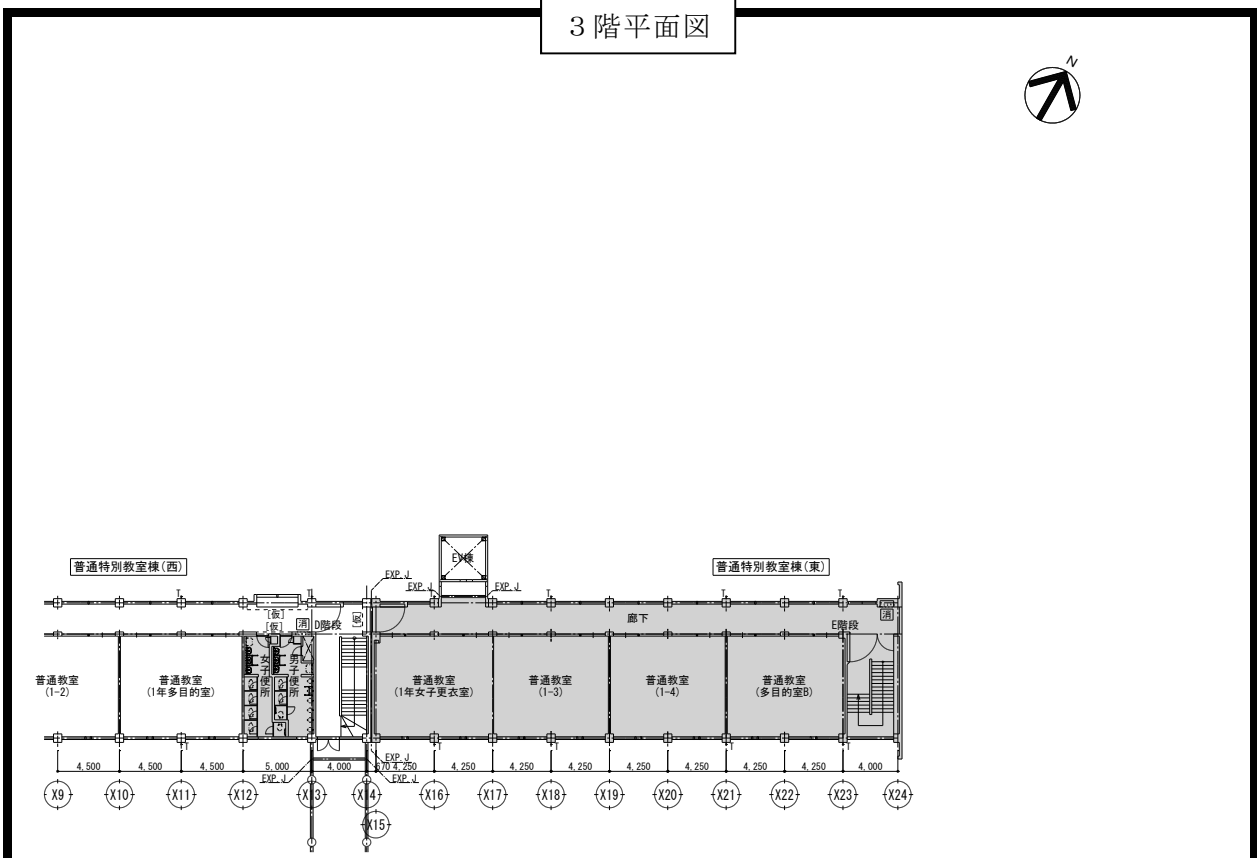 3階平面図
N
普通特別教室棟(西)
EV棟
普通特別教室棟(東)
EXP.J
EXP.J
EXP.J
[仮]
[仮]
消
D階段
[仮]
廊下
消
E階段
普通教室
(1-2)
普通教室
(1年多目的室)
女子便所
男子便所
普通教室
(1年女子更衣室)
普通教室
(1-3)
普通教室
(1-4)
普通教室
(多目的室B)
EXP.J
4,500
4,500
4,500
5,000
4,000
670
4,250
4,250
4,250
4,250
4,250
4,250
4,250
4,250
4,000
EXP.J
EXP.J
X9
X10
X11
X12
X13
X14
X16
X17
X18
X19
X20
X21
X22
X23
X24
X15